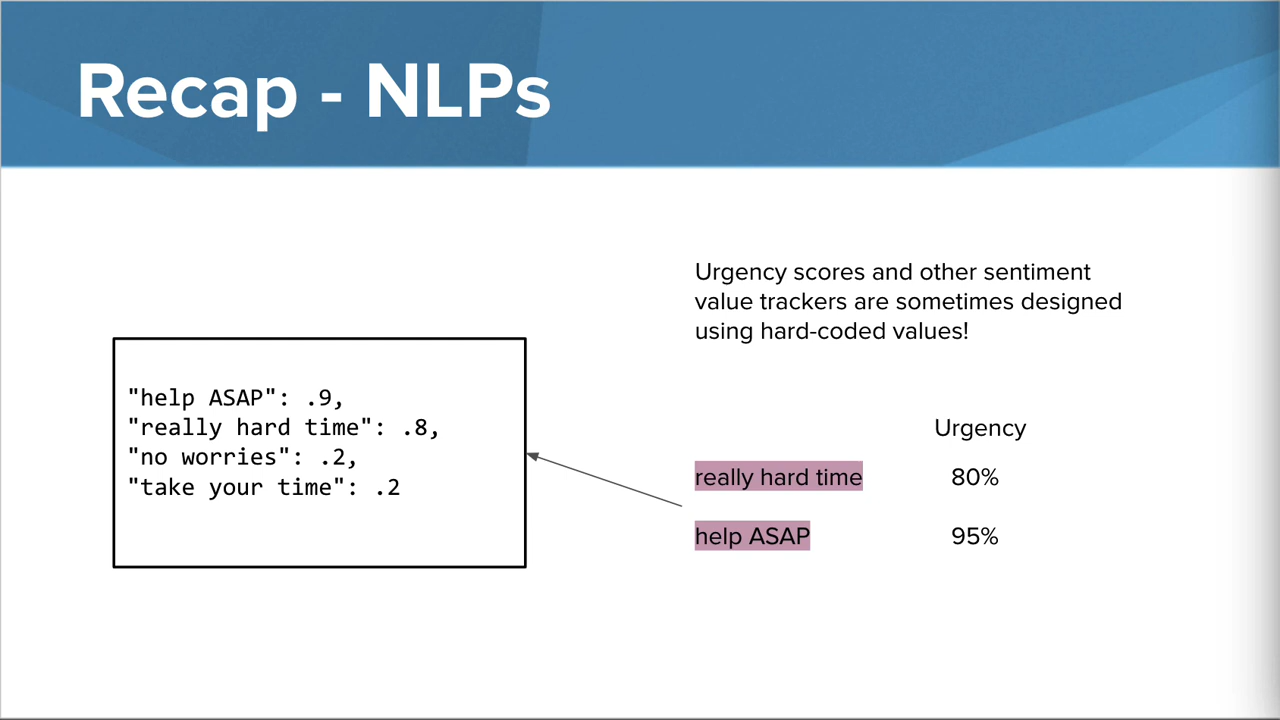 Recap - NLPs
Urgency scores and other sentiment
value trackers are sometimes designed
using hard-coded values!
"help ASAP": .9,
"really hard time": .8,
"no worries": .2,
"take your time": .2
Urgency
really hard time 80%
help ASAP 95%